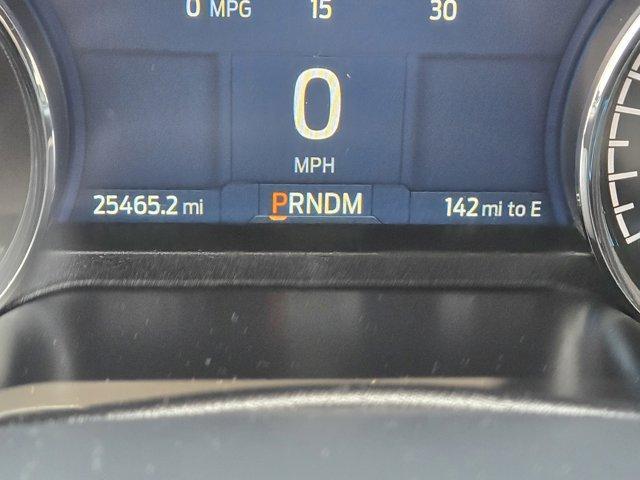 0 MPG 15 30
0
MPH
25465.2 mi PRNDM 142 mi to E